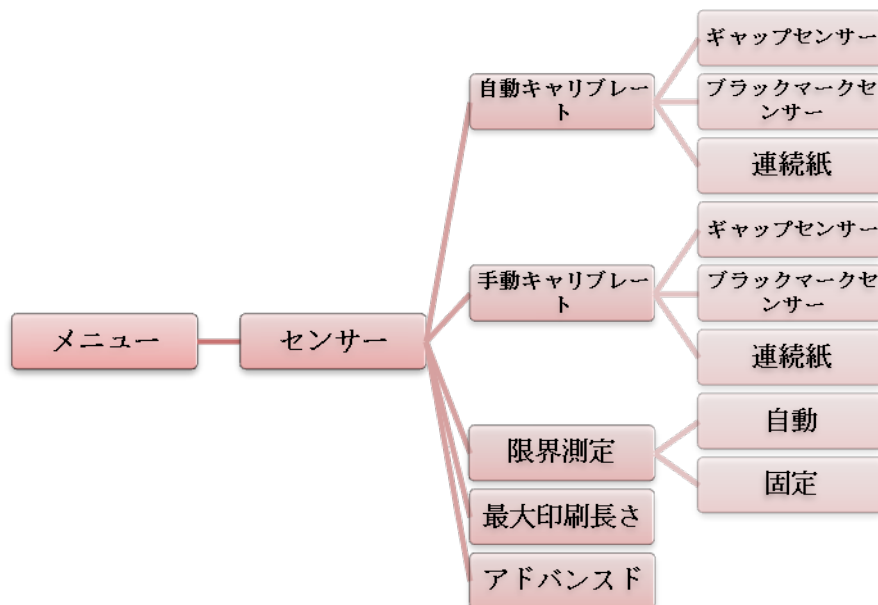 メニュー
センサー
自動キャリブレー
ト
ギャップセンサー
ブラックマークセ
ンサー
連続紙
手動キャリブレー
ト
ギャップセンサー
ブラックマークセ
ンサー
連続紙
限界測定
自動
固定
最大印刷長さ
アドバンスド